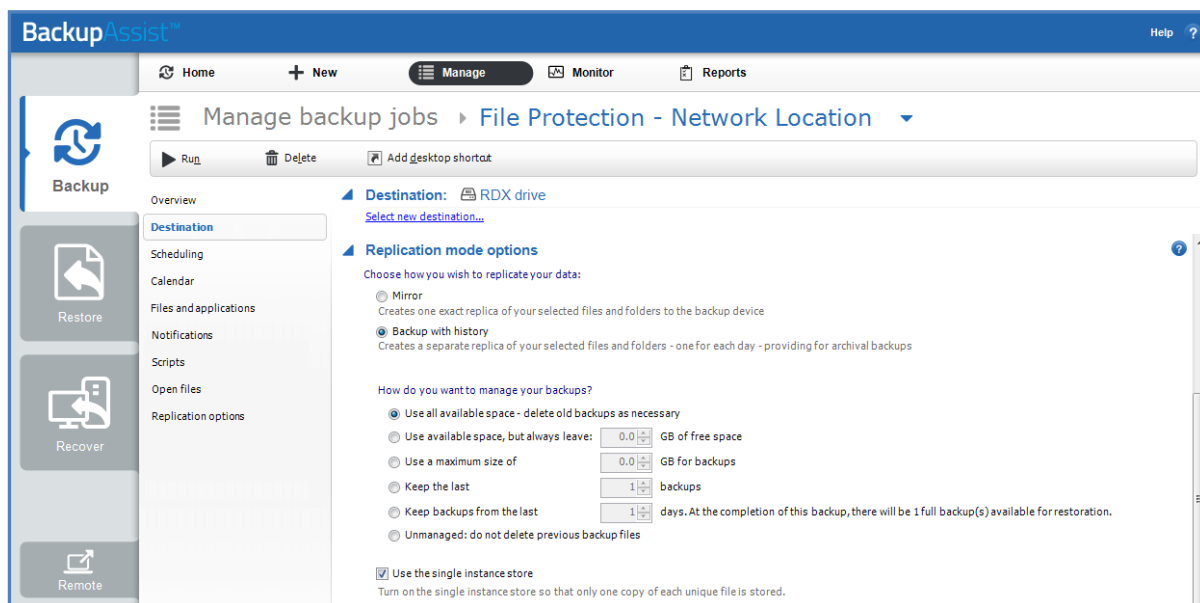 BackupAssist™
Help ?
Home New Manage Monitor Reports
Manage backup jobs File Protection - Network Location
Run Delete Add desktop shortcut
Backup
Restore
Recover
Remote
Overview
Destination
Scheduling
Calendar
Files and applications
Notifications
Scripts
Open files
Replication options
Destination: RDX drive
Select new destination...
Replication mode options ?
Choose how you wish to replicate your data:
Mirror
Creates one exact replica of your selected files and folders to the backup device
Backup with history
Creates a separate replica of your selected files and folders - one for each day - providing for archival backups
How do you want to manage your backups?
Use all available space - delete old backups as necessary
Use available space, but always leave: 0.0 GB of free space
Use a maximum size of 0.0 GB for backups
Keep the last 1 backups
Keep backups from the last 1 days. At the completion of this backup, there will be 1 full backup(s) available for restoration.
Unmanaged: do not delete previous backup files
Use the single instance store
Turn on the single instance store so that only one copy of each unique file is stored.